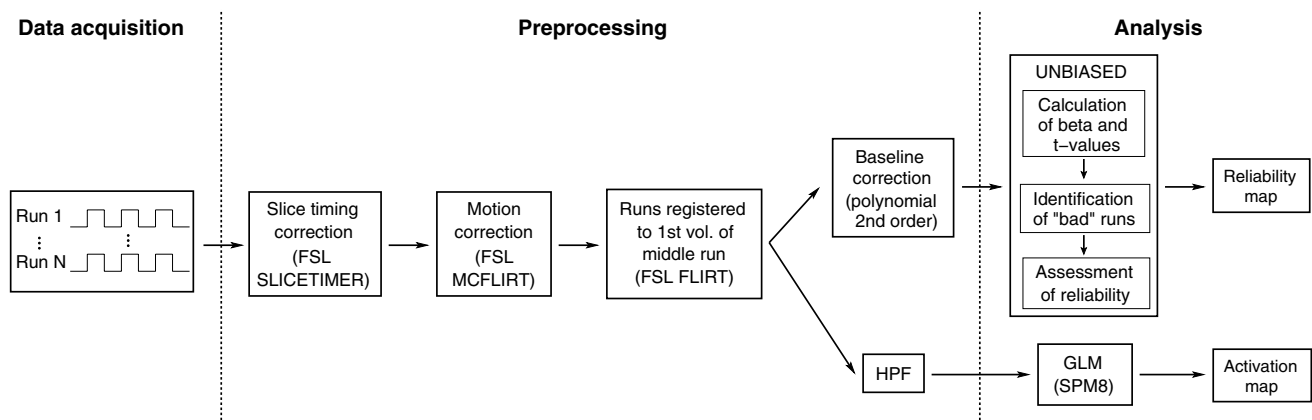 Data acquisition
Preprocessing
Analysis
Run 1
Run N
Slice timing
correction
(FSL
SLICETIMER)
Motion
correction
(FSL
MCFLIRT)
Runs registered
to 1st vol. of
middle run
(FSL FLIRT)
Baseline
correction
(polynomial
2nd order)
UNBIASED
Calculation
of beta and
t−values
Identification
of "bad" runs
Assessment
of reliability
Reliability
map
HPF
GLM
(SPM8)
Activation
map